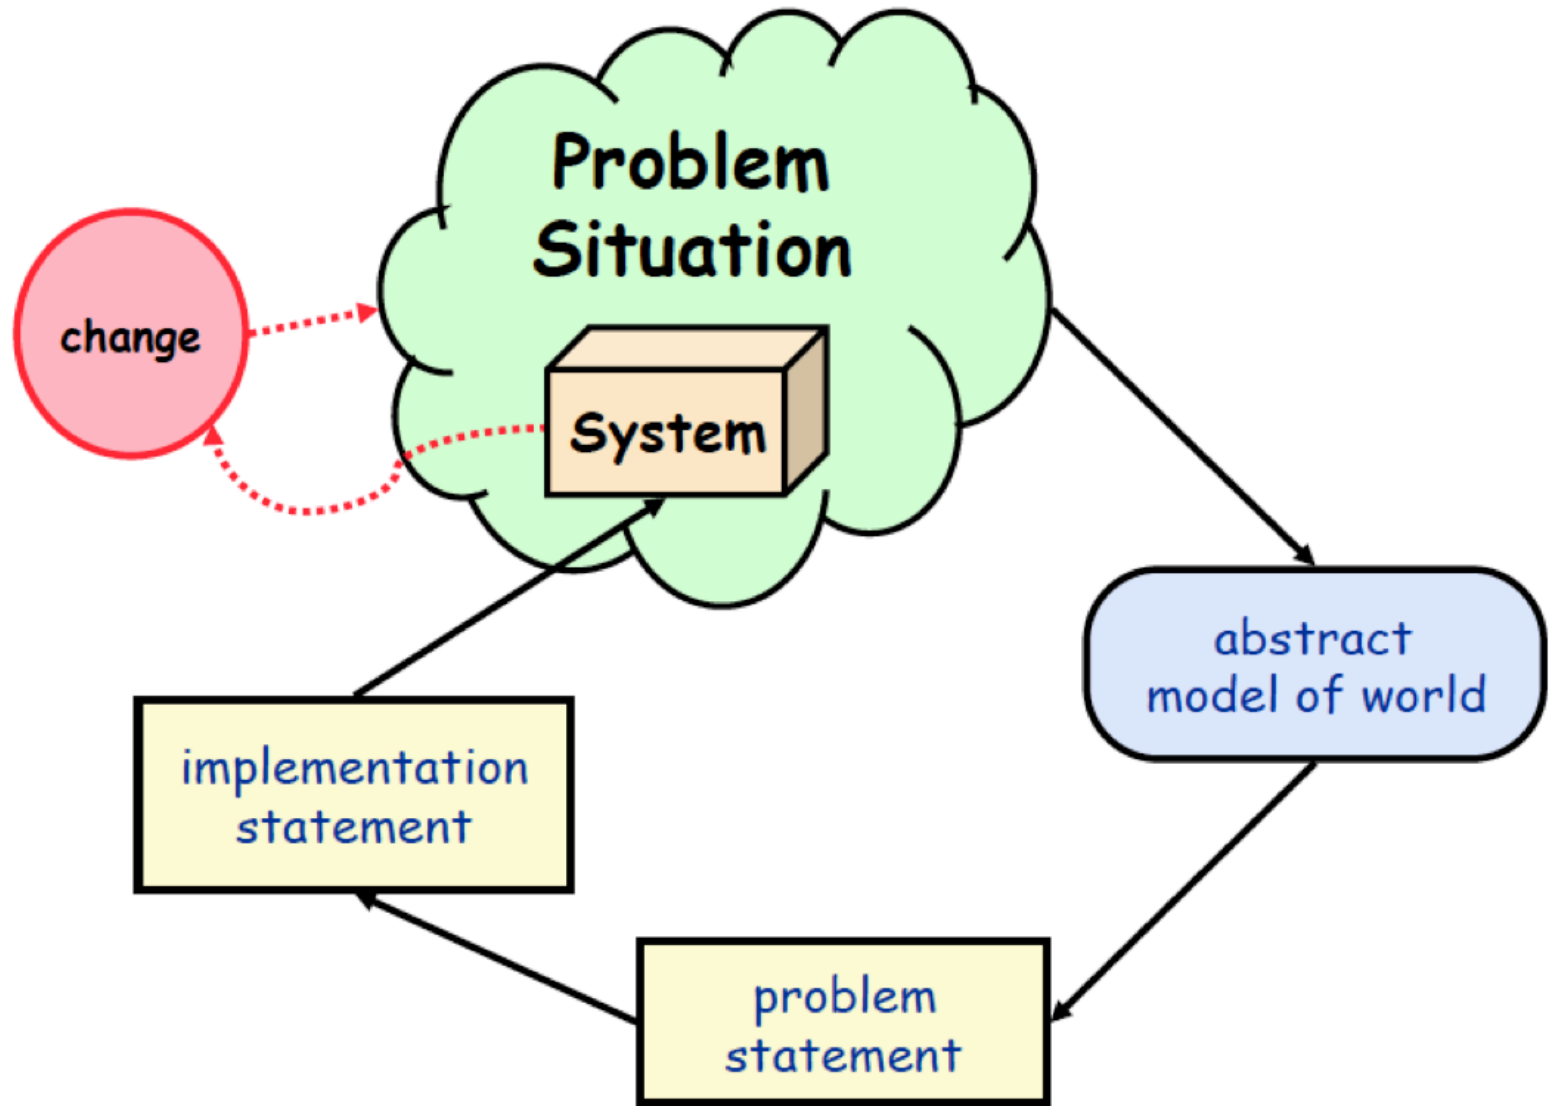 Problem
Situation
change
System
abstract
model of world
implementation
statement
problem
statement